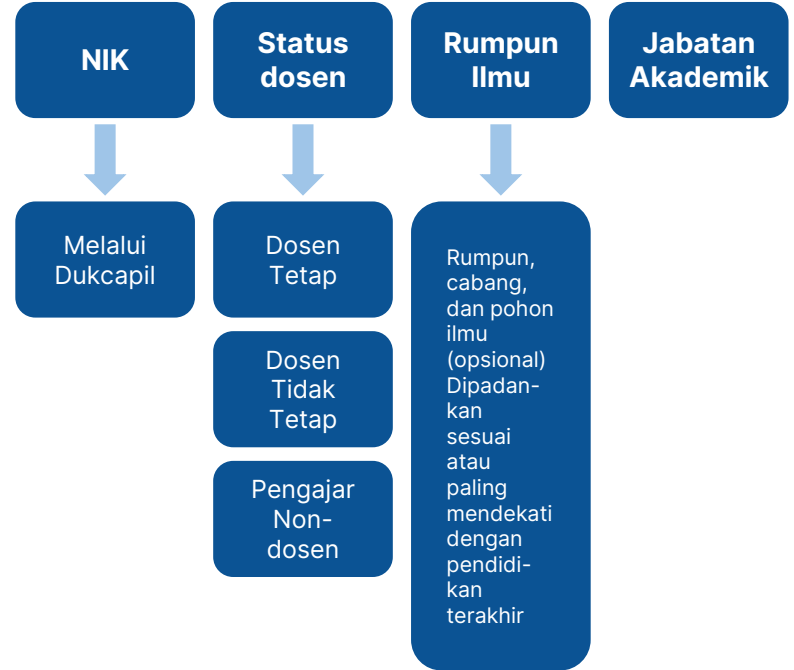 NIK
Status
dosen
Rumpun
Ilmu
Jabatan
Akademik
Melalui
Dukcapil
Dosen
Tetap
Dosen
Tidak
Tetap
Pengajar
Non-
dosen
Rumpun,
cabang,
dan pohon
ilmu
(opsional)
Dipadan-
kan
sesuai
atau
paling
mendekati
dengan
pendidi-
kan
terakhir